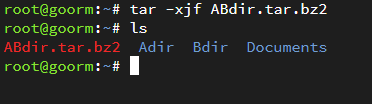 root@goorm:~# tar -xjf ABdir.tar.bz2
root@goorm:~# ls
ABdir.tar.bz2 Adir Bdir Documents
root@goorm:~#